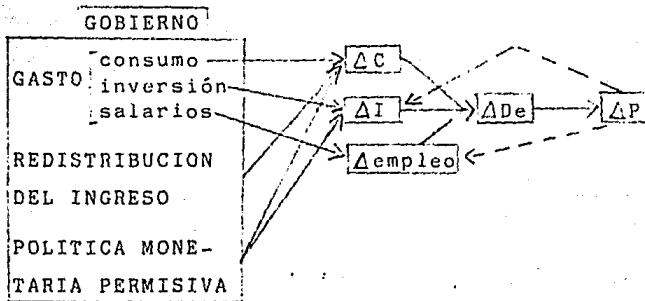 GOBIERNO
consumo
GASTO inversión
salarios
ΔC
ΔI
ΔDe
ΔP
Δempleo
REDISTRIBUCION
DEL INGRESO
POLITICA MONE-
TARIA PERMISIVA